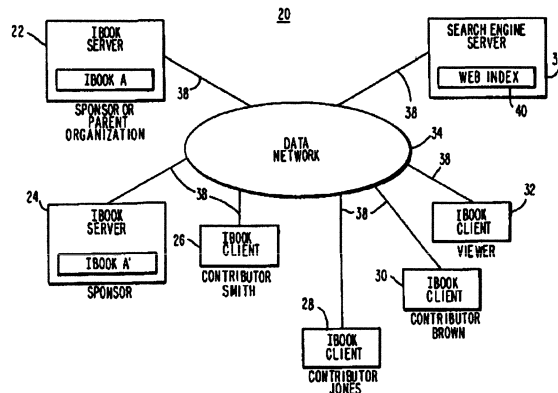 20
22
IBOOK
SERVER
IBOOK A
SPONSOR OR
PARENT
ORGANIZATION
38
SEARCH ENGINE
SERVER
WEB INDEX
40
38
DATA
NETWORK
34
38
24
IBOOK
SERVER
IBOOK A'
SPONSOR
38
26
IBOOK
CLIENT
CONTRIBUTOR
SMITH
38
28
IBOOK
CLIENT
CONTRIBUTOR
JONES
30
IBOOK
CLIENT
CONTRIBUTOR
BROWN
IBOOK
CLIENT
32
VIEWER